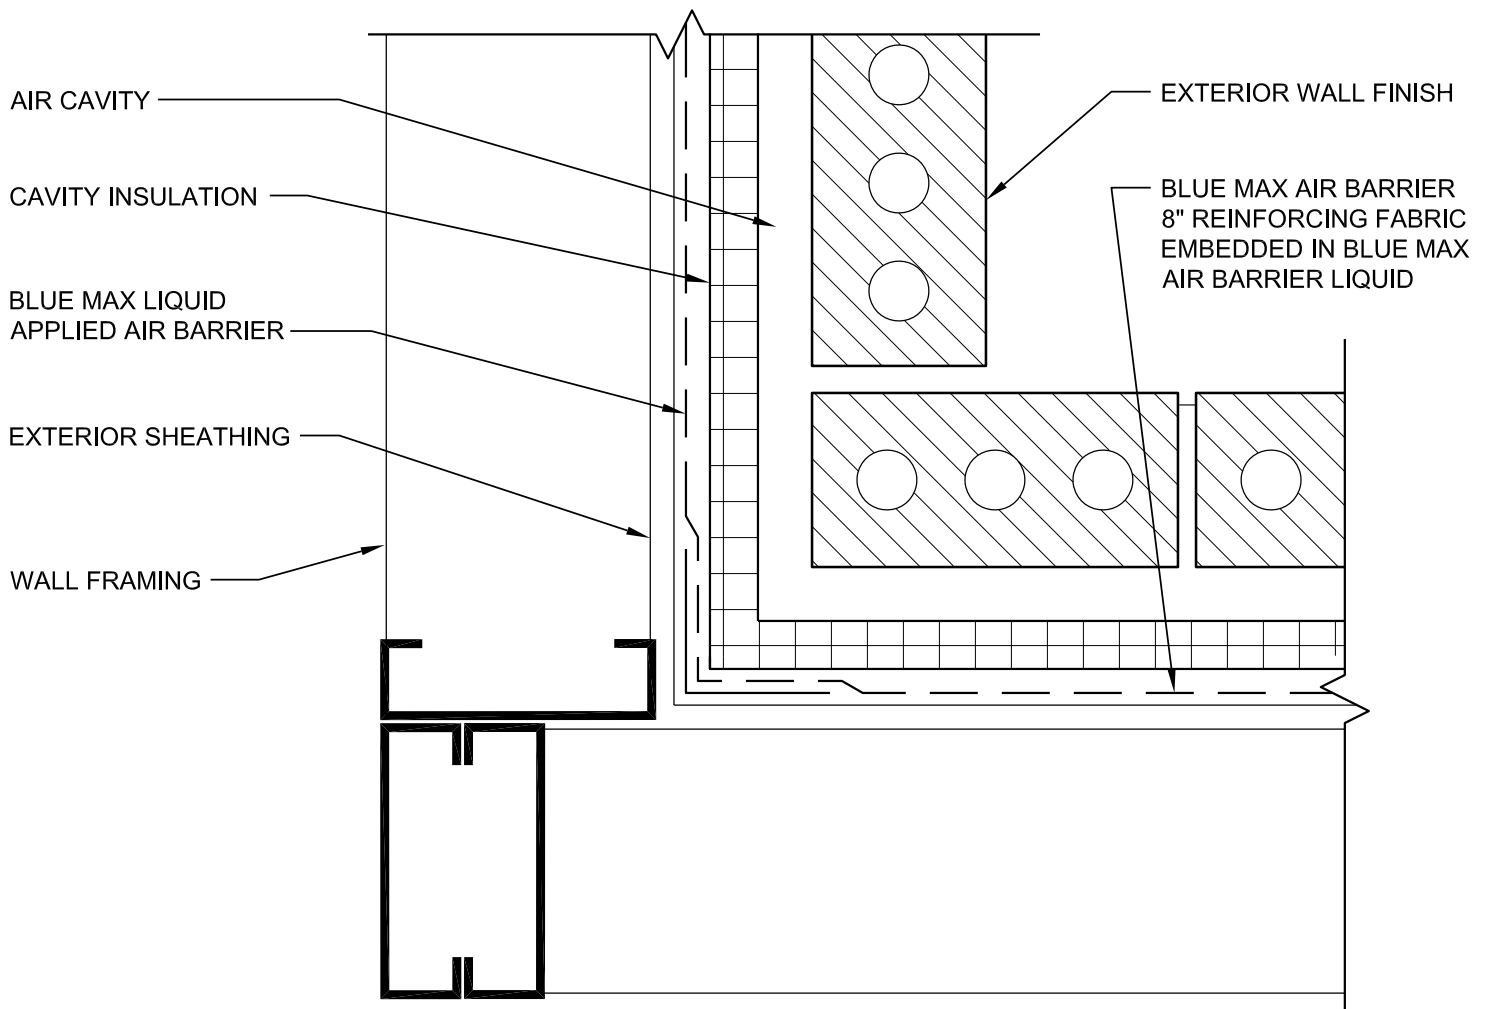 AIR CAVITY
CAVITY INSULATION
BLUE MAX LIQUID
APPLIED AIR BARRIER
EXTERIOR SHEATHING
WALL FRAMING
EXTERIOR WALL FINISH
BLUE MAX AIR BARRIER
8" REINFORCING FABRIC
EMBEDDED IN BLUE MAX
AIR BARRIER LIQUID